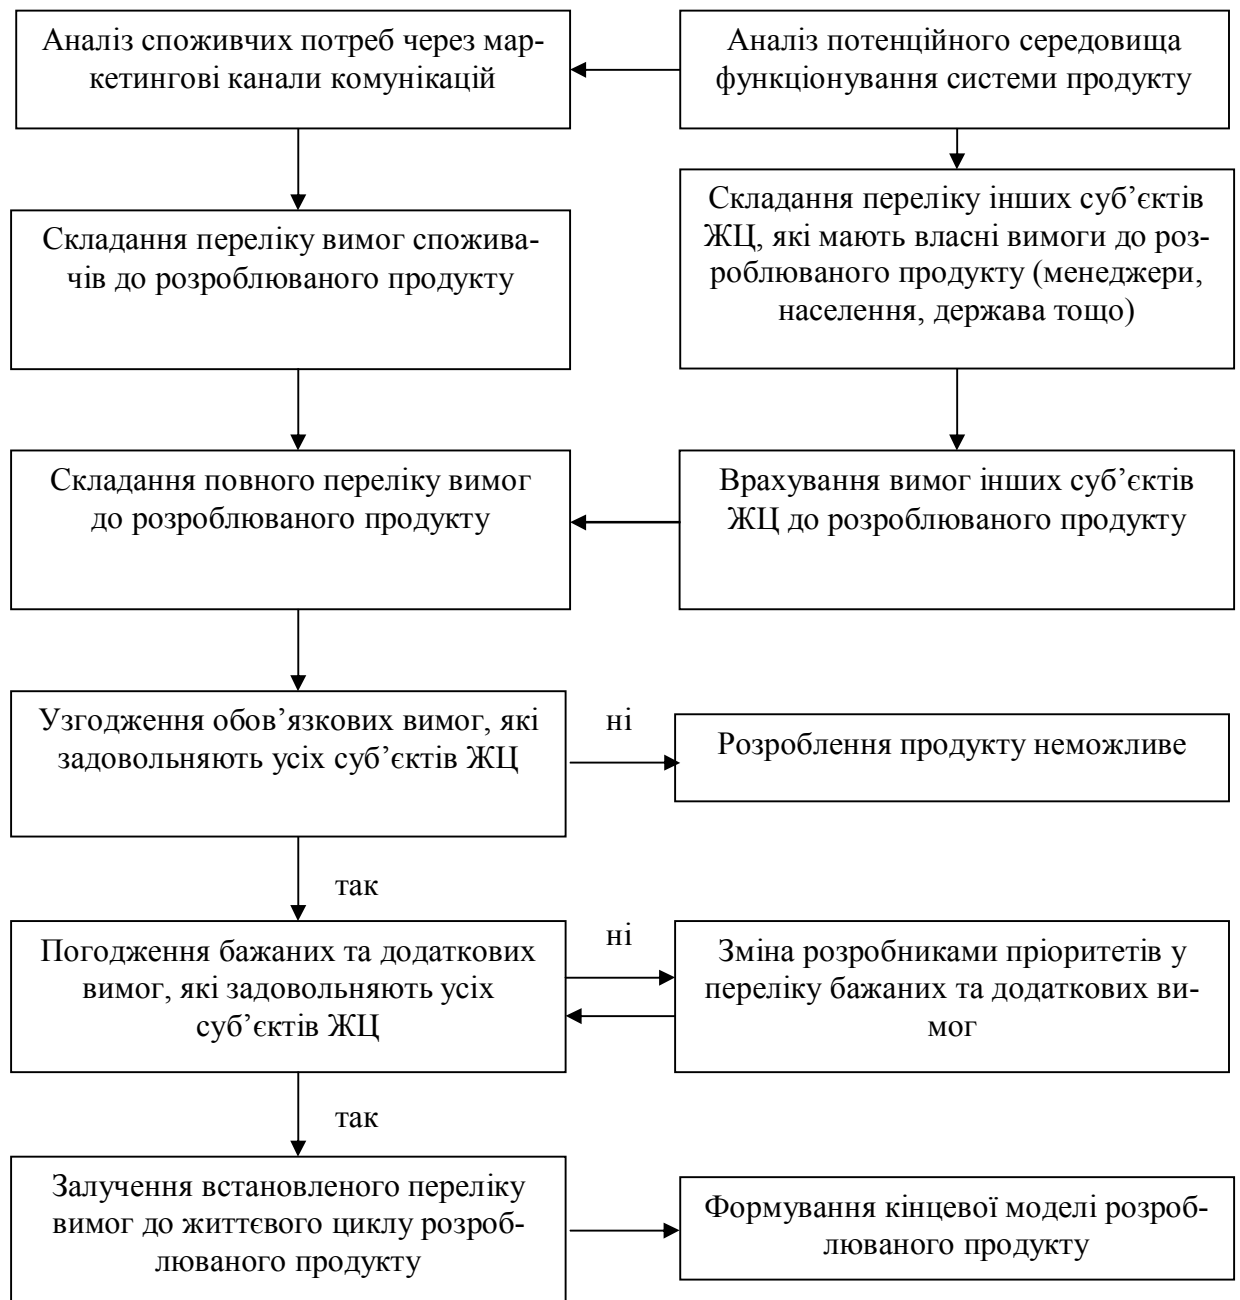 Аналіз споживчих потреб через мар-
кетингові канали комунікацій
Аналіз потенційного середовища
функціонування системи продукту
Складання переліку вимог спожива-
чів до розроблюваного продукту
Складання переліку інших суб’єктів
ЖЦ, які мають власні вимоги до роз-
роблюваного продукту (менеджери,
населення, держава тощо)
Складання повного переліку вимог
до розроблюваного продукту
Врахування вимог інших суб’єктів
ЖЦ до розроблюваного продукту
Узгодження обов’язкових вимог, які
задовольняють усіх суб’єктів ЖЦ
ні
Розроблення продукту неможливе
так
Погодження бажаних та додаткових
вимог, які задовольняють усіх
суб’єктів ЖЦ
ні
Зміна розробниками пріоритетів у
переліку бажаних та додаткових ви-
мог
так
Залучення встановленого переліку
вимог до життєвого циклу розроб-
люваного продукту
Формування кінцевої моделі розроб-
люваного продукту